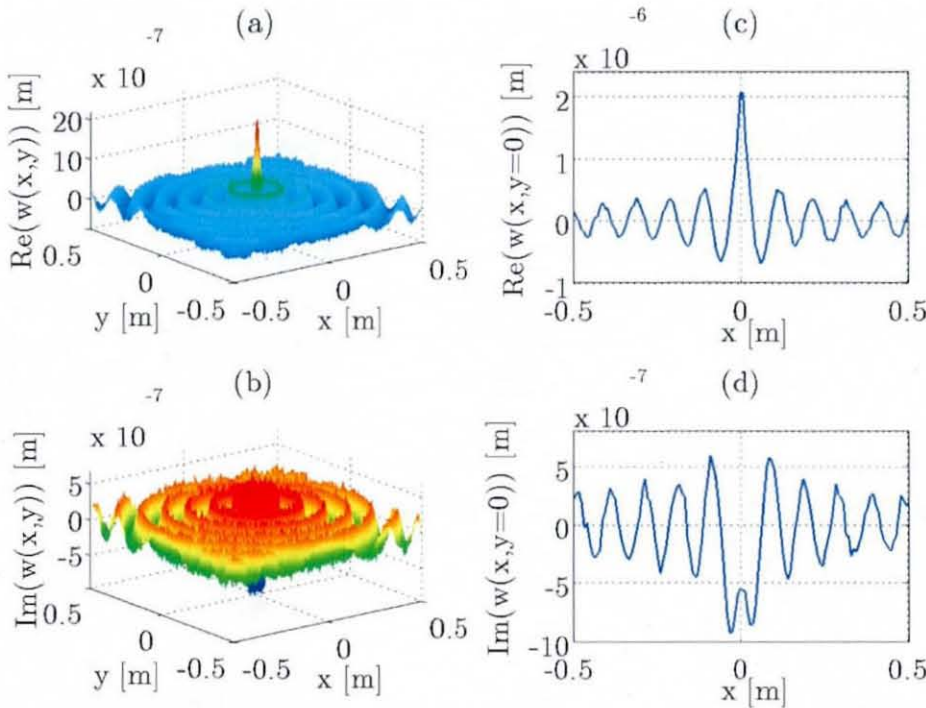 (a)
-7
x 10
Re(w(x,y)) [m]
20
10
0
0.5
0
-0.5
y [m]
-0.5
0
0.5
x [m]
(c)
-6
x 10
Re(w(x,y=0)) [m]
2
1
0
-1
-0.5
0
0.5
x [m]
(b)
-7
x 10
Im(w(x,y)) [m]
5
0
-5
0.5
0
-0.5
y [m]
-0.5
0
0.5
x [m]
(d)
-7
x 10
Im(w(x,y=0)) [m]
5
0
-5
-10
-0.5
0
0.5
x [m]